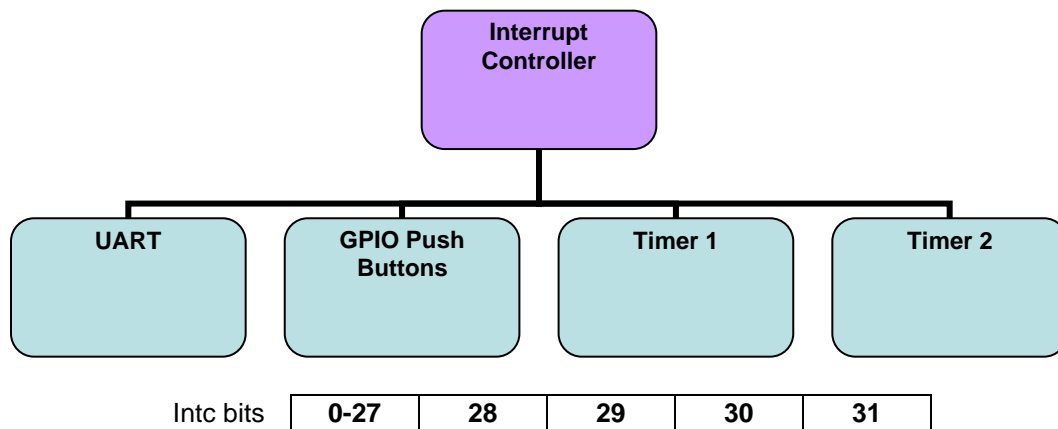 Interrupt
Controller
UART
GPIO Push
Buttons
Timer 1
Timer 2
Intc bits 0-27 28 29 30 31